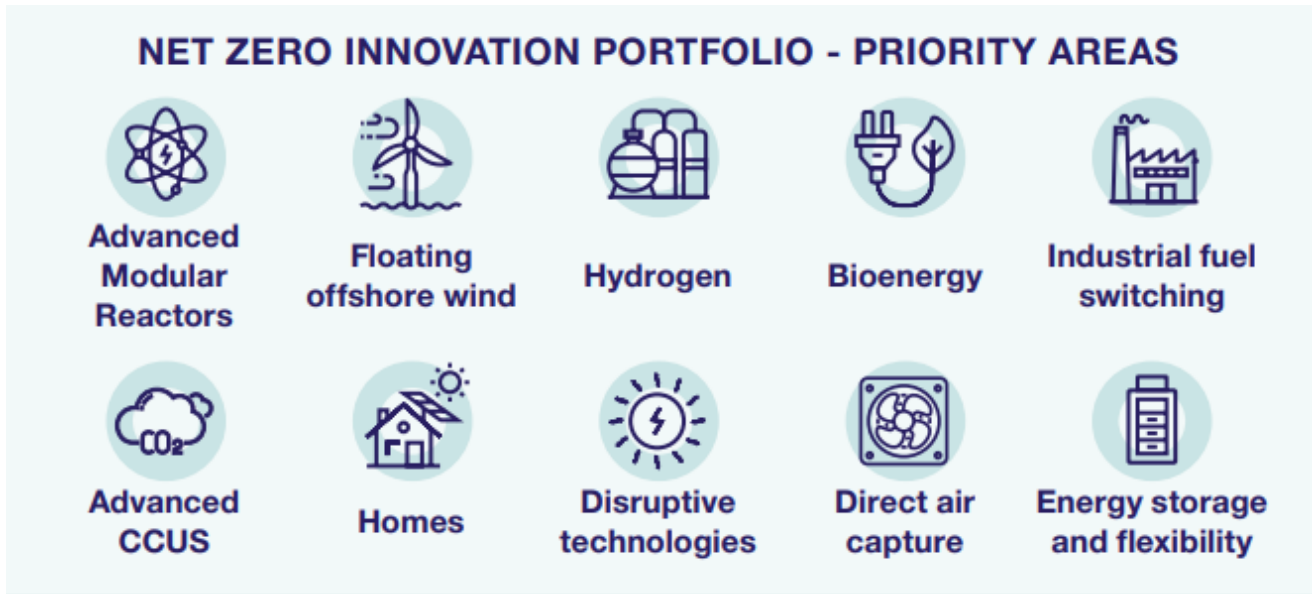 NET ZERO INNOVATION PORTFOLIO - PRIORITY AREAS
Advanced
Modular
Reactors
Floating
offshore wind
Hydrogen
Bioenergy
Industrial fuel
switching
CO₂
Advanced
CCUS
Homes
Disruptive
technologies
Direct air
capture
Energy storage
and flexibility